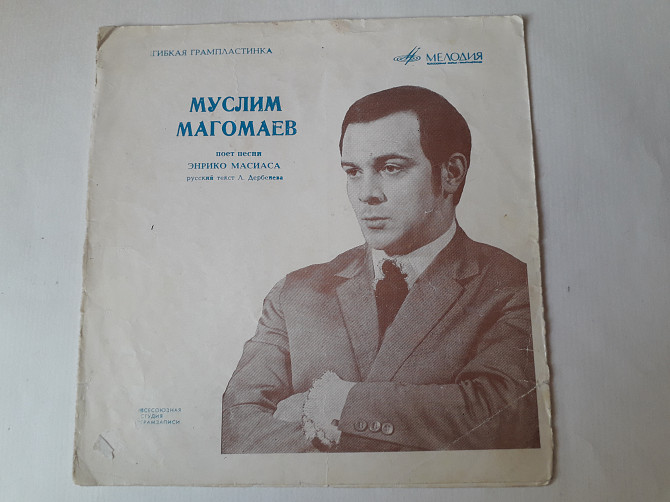 ГИБКАЯ ГРАМПЛАСТИНКА
МЕЛОДИЯ
МУСЛИМ
МАГОМАЕВ
поет песни
ЭНРИКО МАСИАСА
русский текст Л. Дербенева
ВСЕСОЮЗНАЯ
СТУДИЯ
ГРАМЗАПИСИ